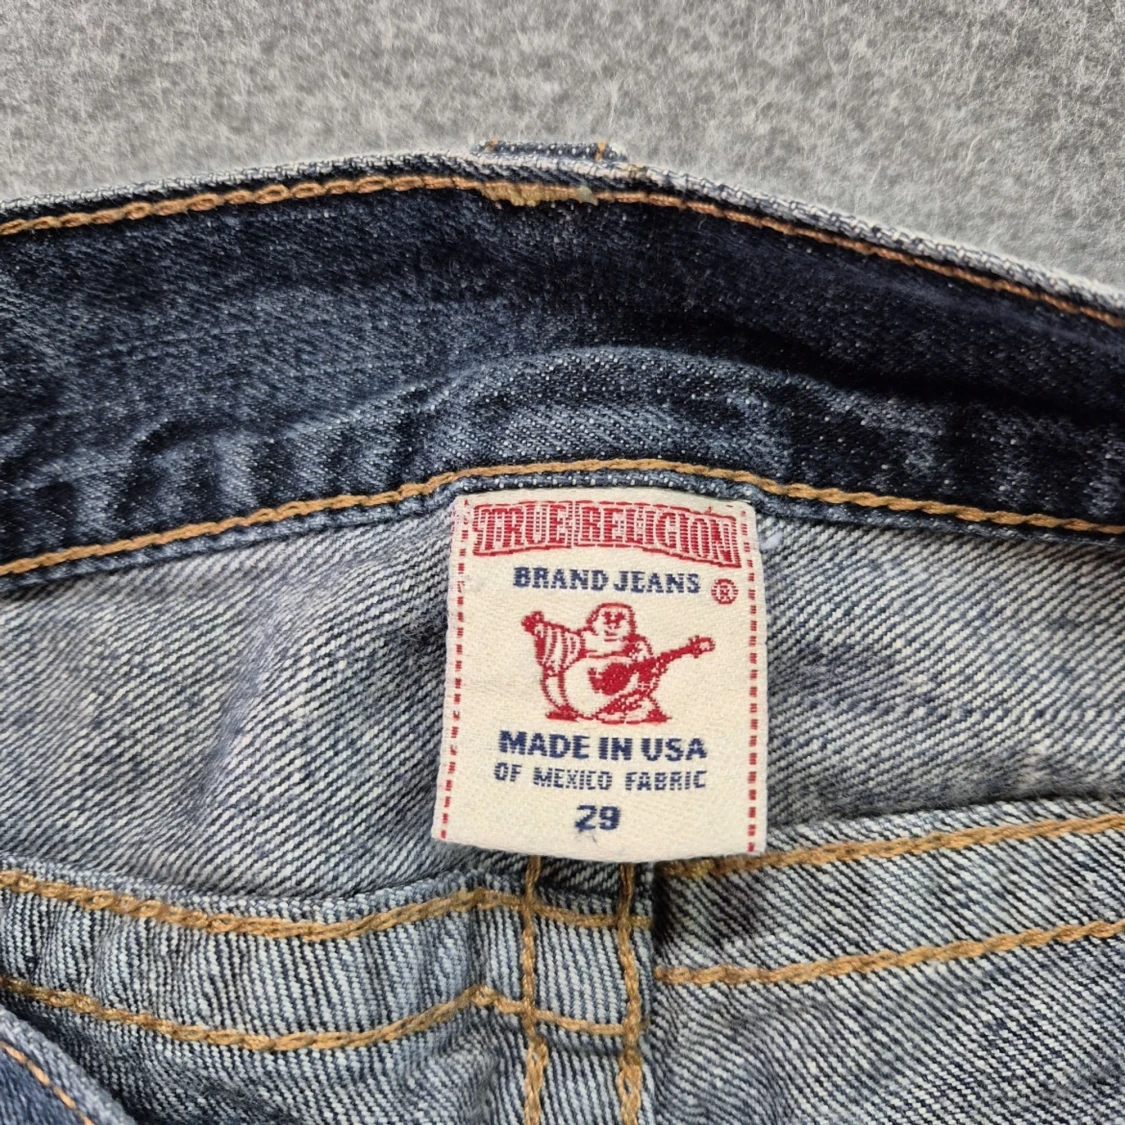 TRUE RELIGION
BRAND JEANS ®
MADE IN USA
OF MEXICO FABRIC
29